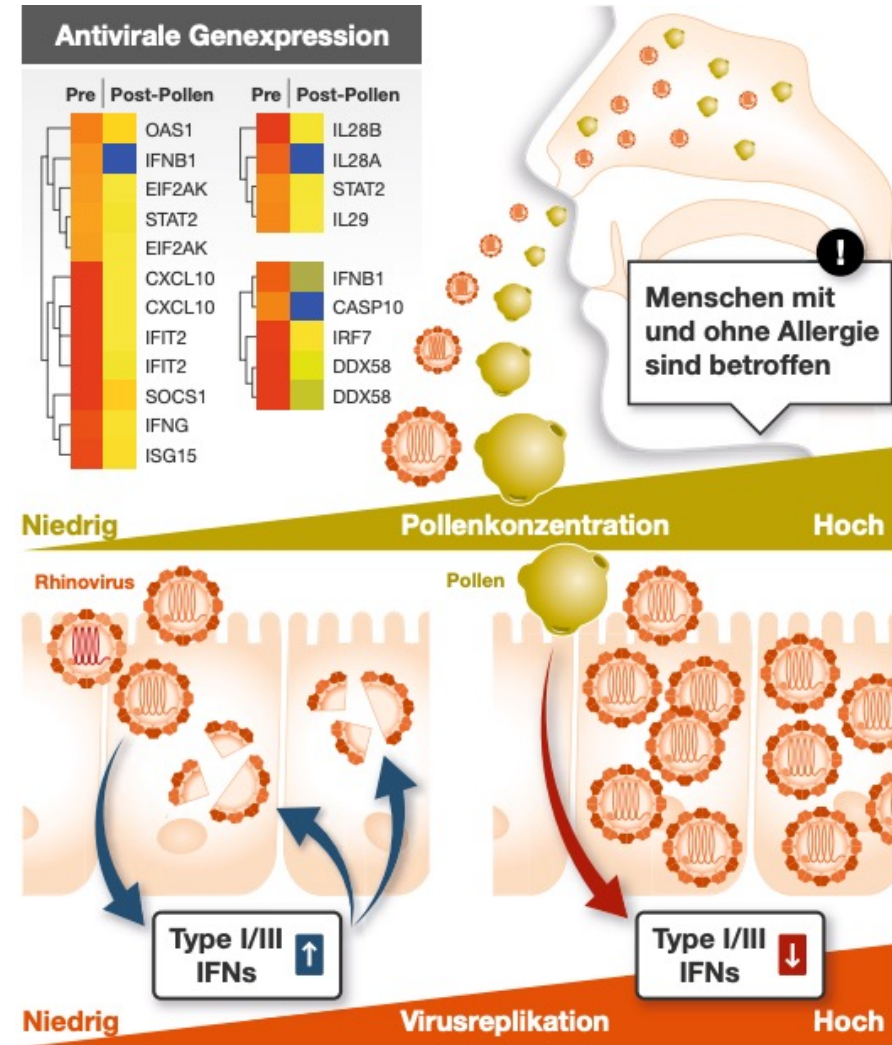 Antivirale Genexpression
Pre Post-Pollen
OAS1
IFNB1
EIF2AK
STAT2
EIF2AK
CXCL10
CXCL10
IFIT2
IFIT2
SOCS1
IFNG
ISG15
Pre Post-Pollen
IL28B
IL28A
STAT2
IL29
IFNB1
CASP10
IRF7
DDX58
DDX58
!
Menschen mit
und ohne Allergie
sind betroffen
Niedrig Pollenkonzentration Hoch
Rhinovirus
Pollen
Type I/III
IFNs ↑
Type I/III
IFNs ↓
Niedrig Virusreplikation Hoch